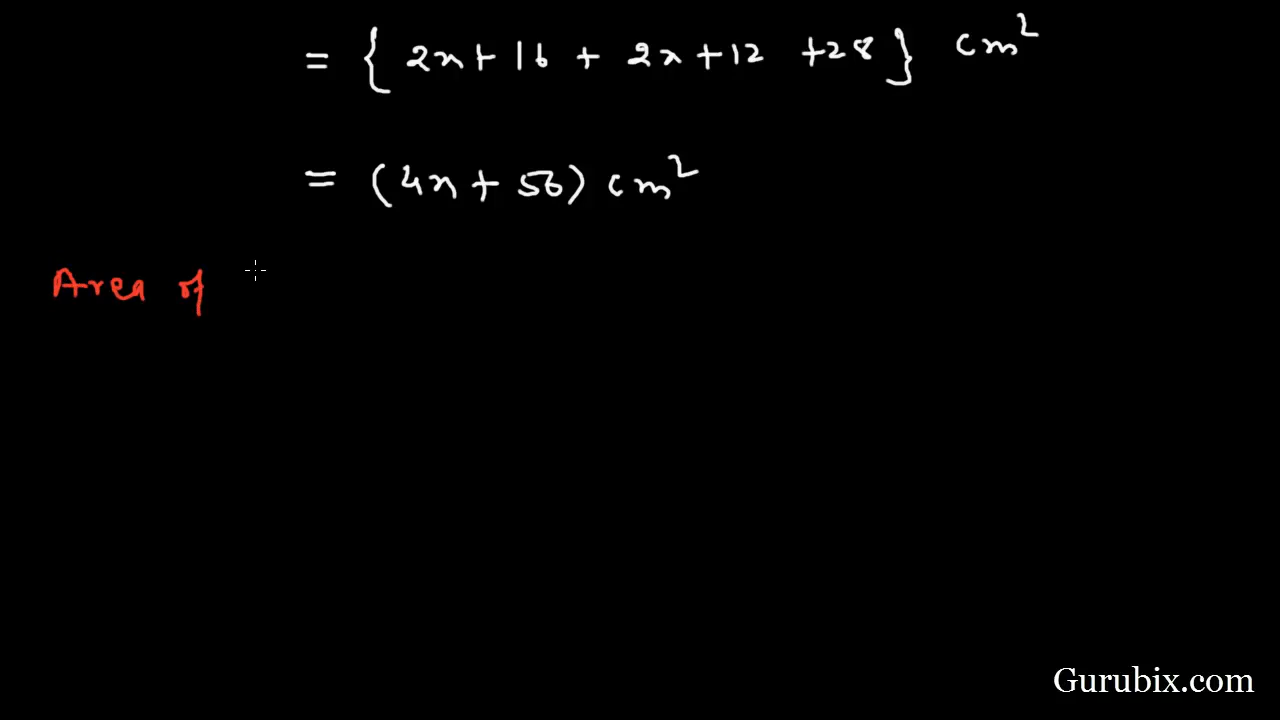 = { 2x + 16 + 2x + 12 + 28 } cm²
= (4x + 56) cm²
Area of
Gurubix.com